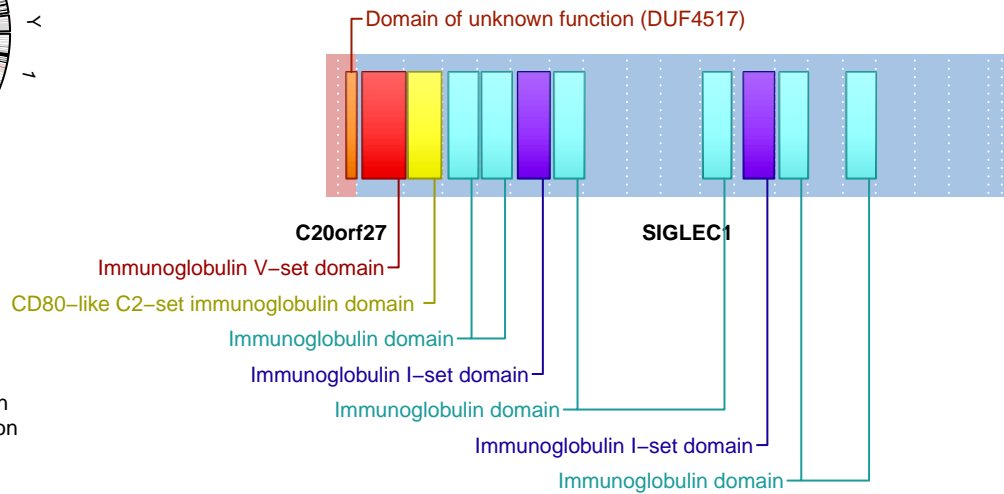 Domain of unknown function (DUF4517)
Y
1
C20orf27
SIGLEC1
Immunoglobulin V−set domain
CD80−like C2−set immunoglobulin domain
Immunoglobulin domain
Immunoglobulin I−set domain
Immunoglobulin domain
Immunoglobulin I−set domain
Immunoglobulin domain